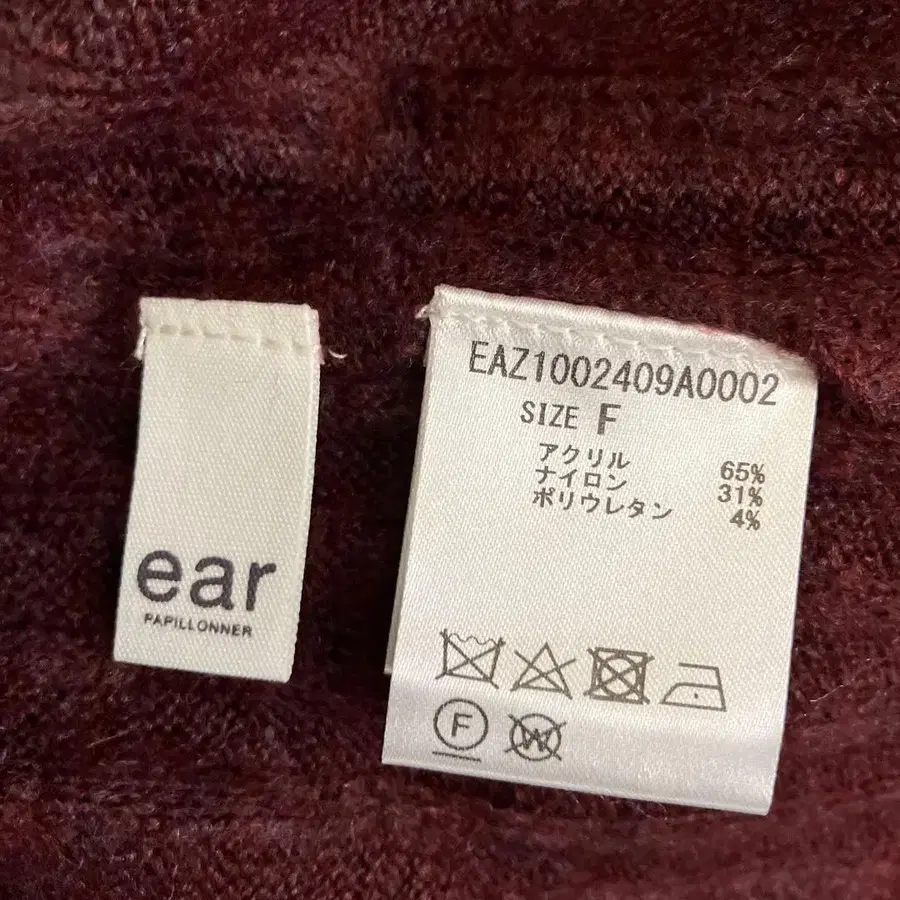 ear
PAPILLONNER
EAZ1002409A0002
SIZE F
アクリル 65%
ナイロン 31%
ポリウレタン 4%
F
W